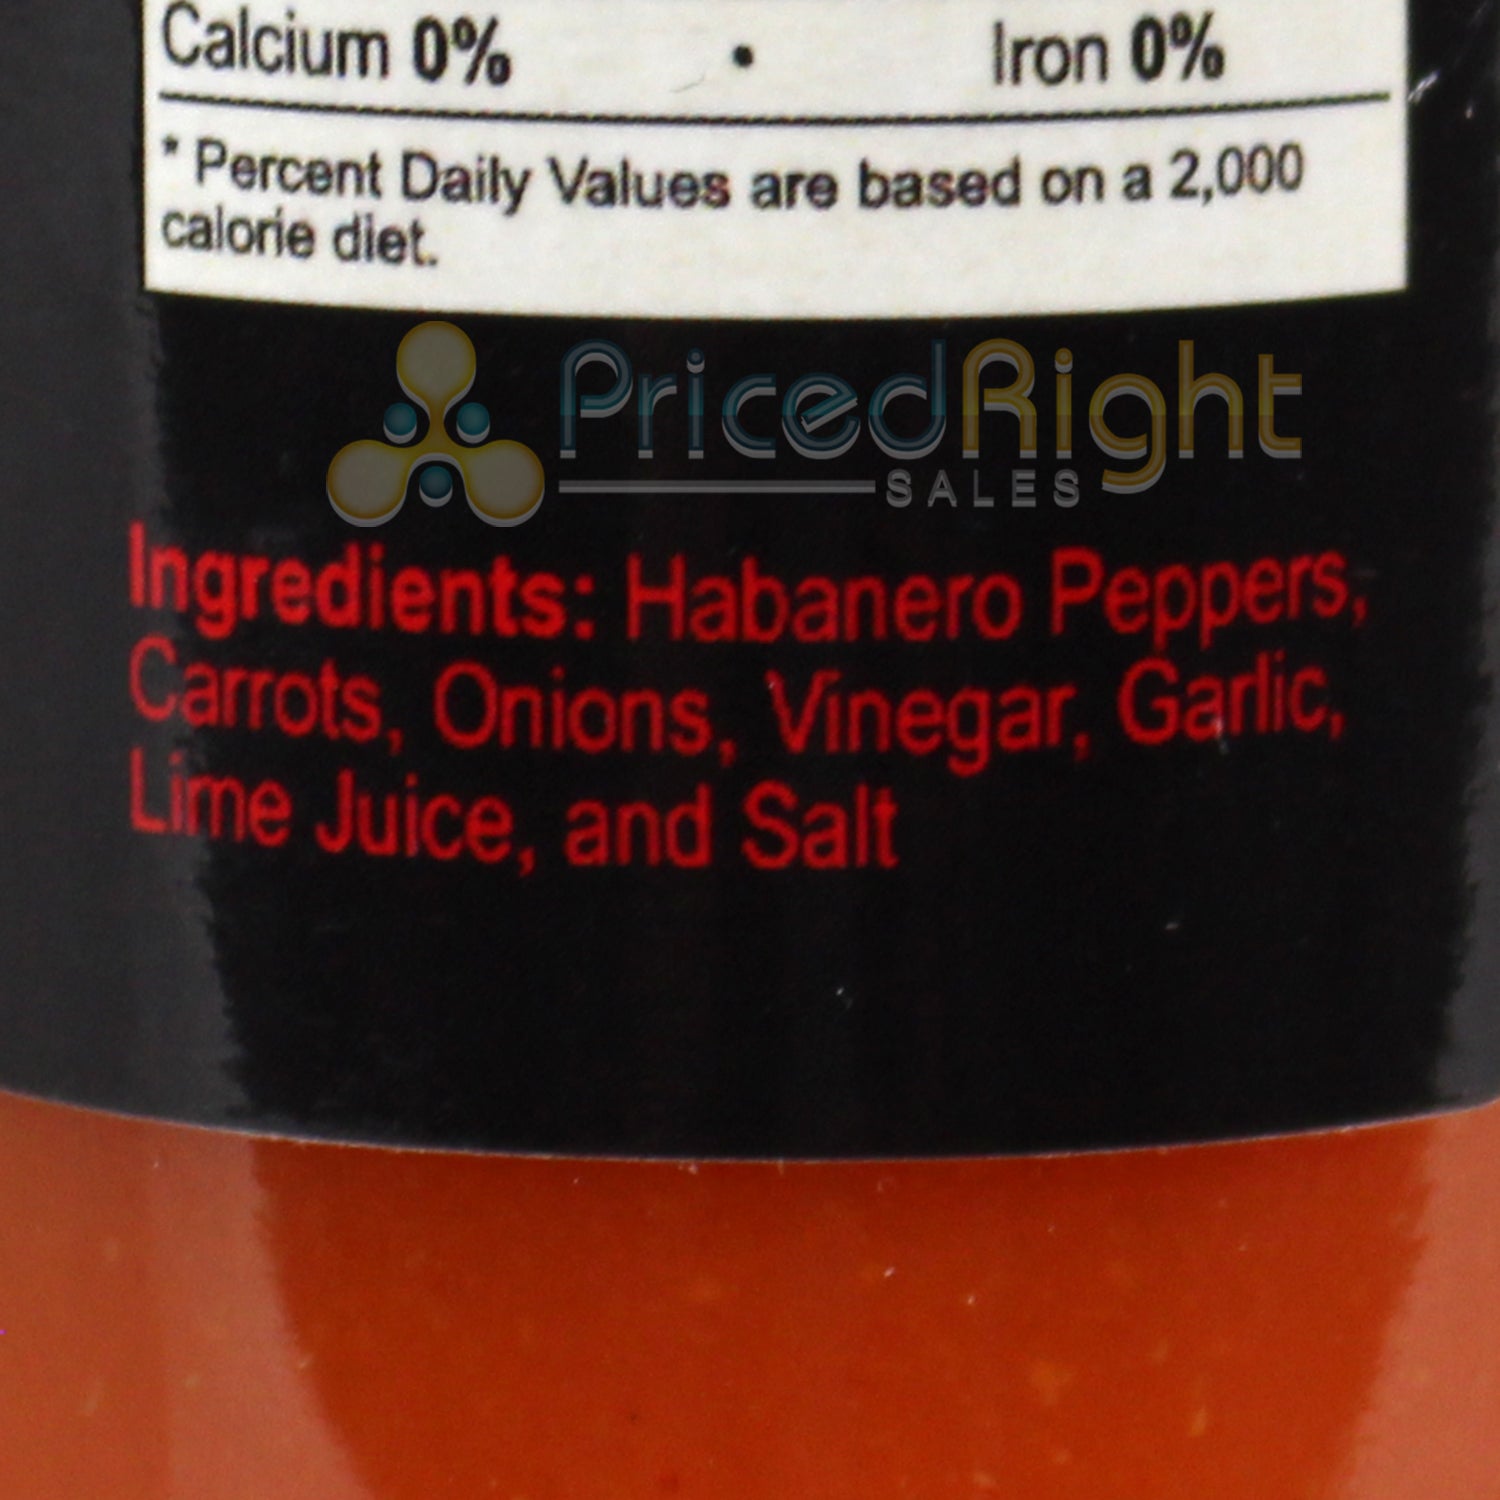 Calcium 0% • Iron 0%
* Percent Daily Values are based on a 2,000
calorie diet.
PricedRight
SALES
Ingredients: Habanero Peppers,
Carrots, Onions, Vinegar, Garlic,
Lime Juice, and Salt